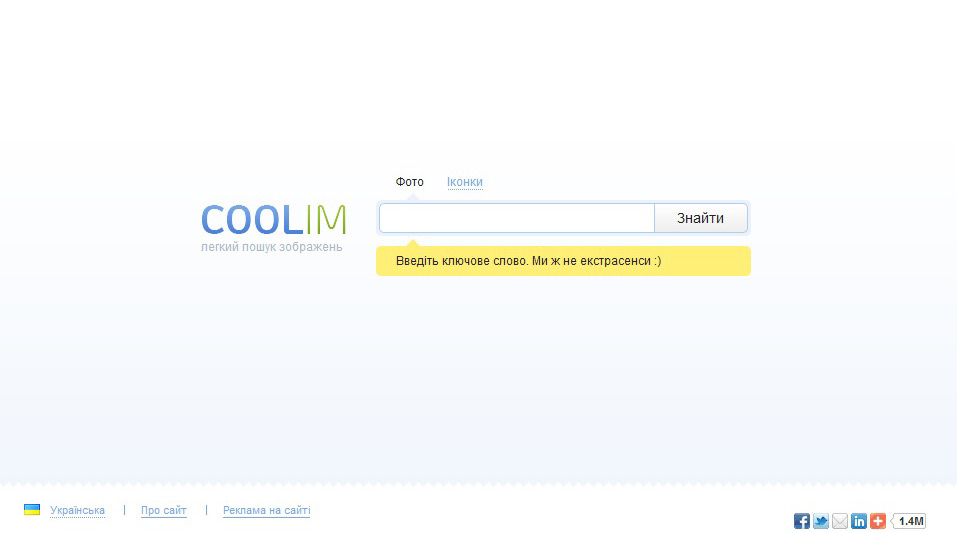 Фото Іконки
COOLIM
Знайти
легкий пошук зображень
Введіть ключове слово. Ми ж не екстрасенси :)
Українська | Про сайт | Реклама на сайті
1.4M